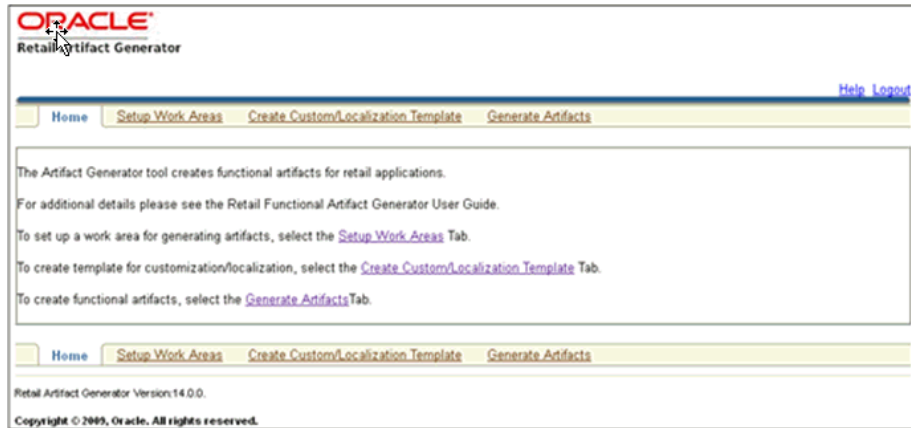 ORACLE
Retail Artifact Generator
Help Logout
Home Setup Work Areas Create Custom/Localization Template Generate Artifacts
The Artifact Generator tool creates functional artifacts for retail applications.
For additional details please see the Retail Functional Artifact Generator User Guide.
To set up a work area for generating artifacts, select the Setup Work Areas Tab.
To create template for customization/localization, select the Create Custom/Localization Template Tab.
To create functional artifacts, select the Generate ArtifactsTab.
Home Setup Work Areas Create Custom/Localization Template Generate Artifacts
Retail Artifact Generator Version:14.0.0.
Copyright © 2009, Oracle. All rights reserved.